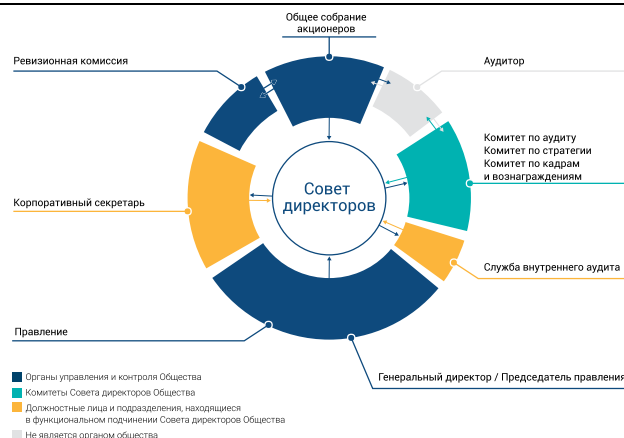 Общее собрание
акционеров
Ревизионная комиссия
Аудитор
Комитет по аудиту
Комитет по стратегии
Комитет по кадрам
и вознаграждениям
Совет
директоров
Корпоративный секретарь
Служба внутреннего аудита
Правление
Генеральный директор / Председатель правления
Органы управления и контроля Общества
Комитеты Совета директоров Общества
Должностные лица и подразделения, находящиеся
в функциональном подчинении Совета директоров Общества
Не является органом общества